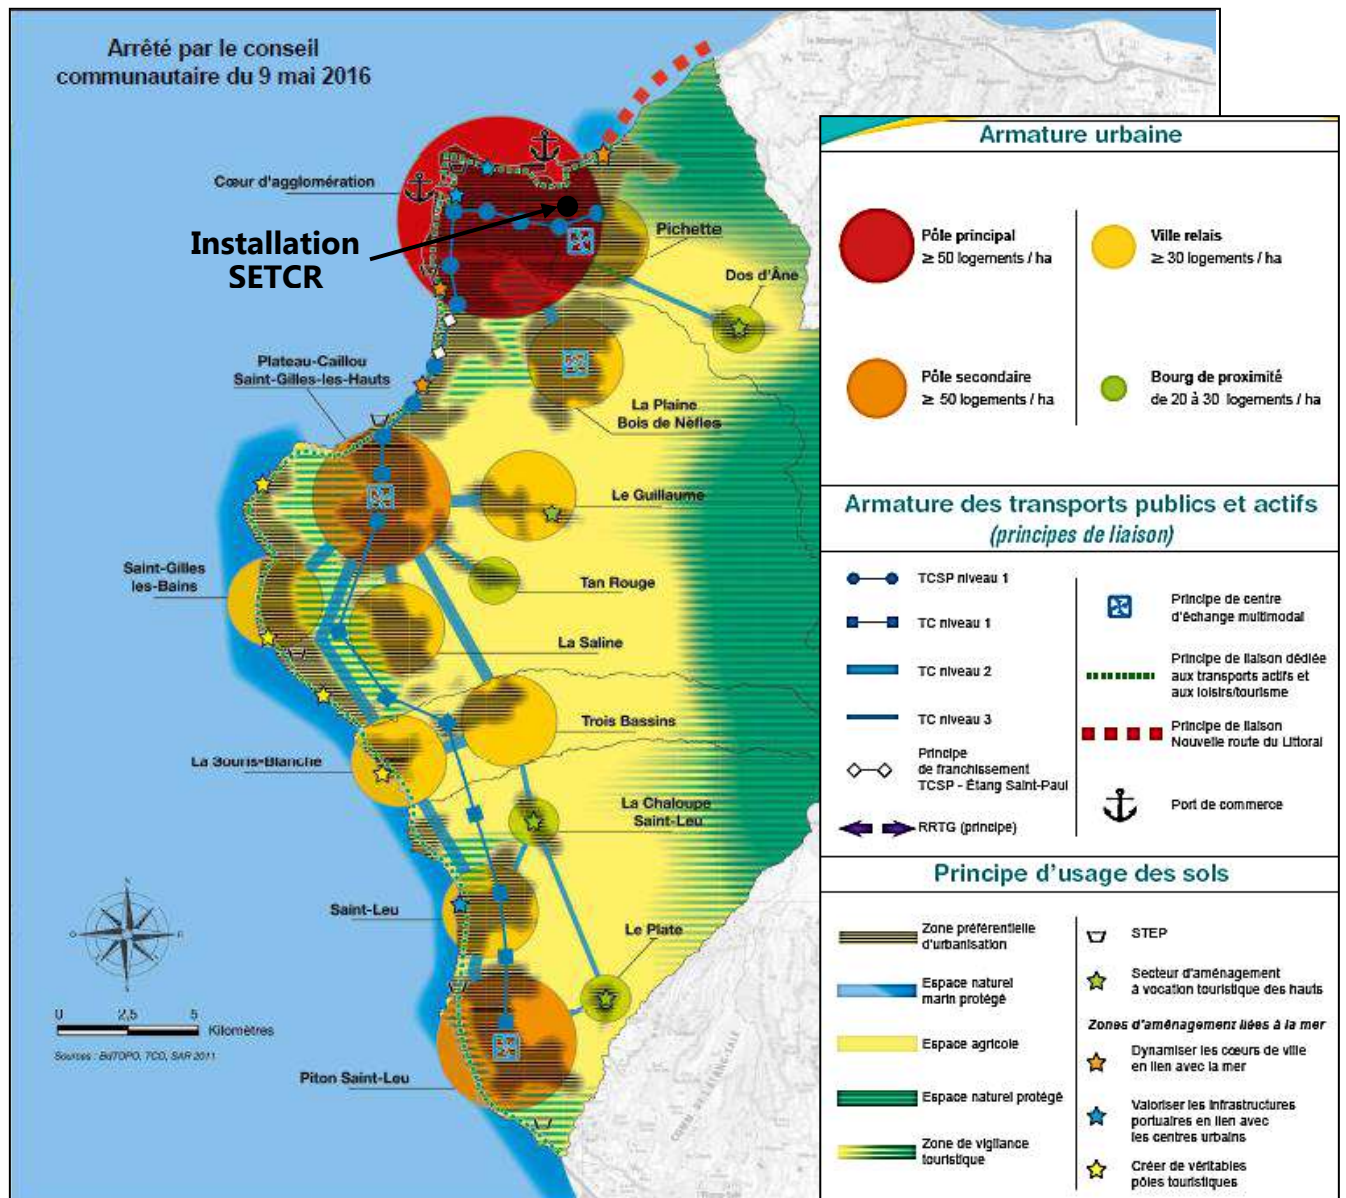 Arrêté par le conseil
communautaire du 9 mai 2016
Cœur d'agglomération
Installation
SETCR
Pichette
Dos d'Âne
Plateau-Caillou
Saint-Gilles-les-Hauts
La Plaine
Bois de Nèfles
Le Guillaume
Saint-Gilles
les-Bains
Tan Rouge
La Saline
Trois Bassins
La Souris-Blanche
La Chaloupe
Saint-Leu
Saint-Leu
Le Plate
Piton Saint-Leu
N
0 2,5 5
Kilomètres
Sources : BdTOPO, TCO, SAR 2011
Armature urbaine
Pôle principal
≥ 50 logements / ha
Ville relais
≥ 30 logements / ha
Pôle secondaire
≥ 50 logements / ha
Bourg de proximité
de 20 à 30 logements / ha
Armature des transports publics et actifs
(principes de liaison)
TCSP niveau 1
TC niveau 1
TC niveau 2
TC niveau 3
Principe
de franchissement
TCSP - Étang Saint-Paul
RRTG (principe)
Principe de centre
d'échange multimodal
Principe de liaison dédiée
aux transports actifs et
aux loisirs/tourisme
Principe de liaison
Nouvelle route du Littoral
Port de commerce
Principe d'usage des sols
Zone préférentielle
d'urbanisation
Espace naturel
marin protégé
Espace agricole
Espace naturel protégé
Zone de vigilance
touristique
STEP
Secteur d'aménagement
à vocation touristique des hauts
Zones d'aménagement liées à la mer
Dynamiser les cœurs de ville
en lien avec la mer
Valoriser les infrastructures
portuaires en lien avec
les centres urbains
Créer de véritables
pôles touristiques